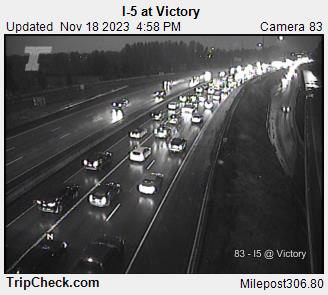 I-5 at Victory
Updated Nov 18 2023 4:58 PM Camera 83
T
N
83 - I5 @ Victory
TripCheck.com Milepost306.80